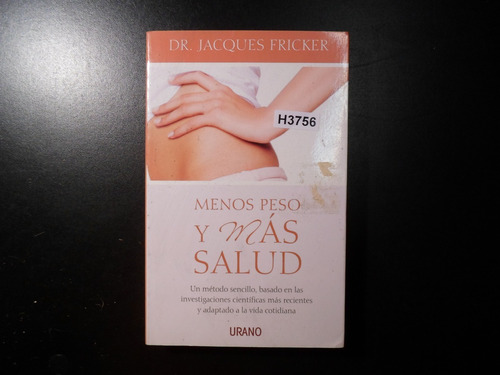 DR. JACQUES FRICKER
H3756
MENOS PESO
Y MÁS
SALUD
Un método sencillo, basado en las
investigaciones científicas más recientes
y adaptado a la vida cotidiana
URANO